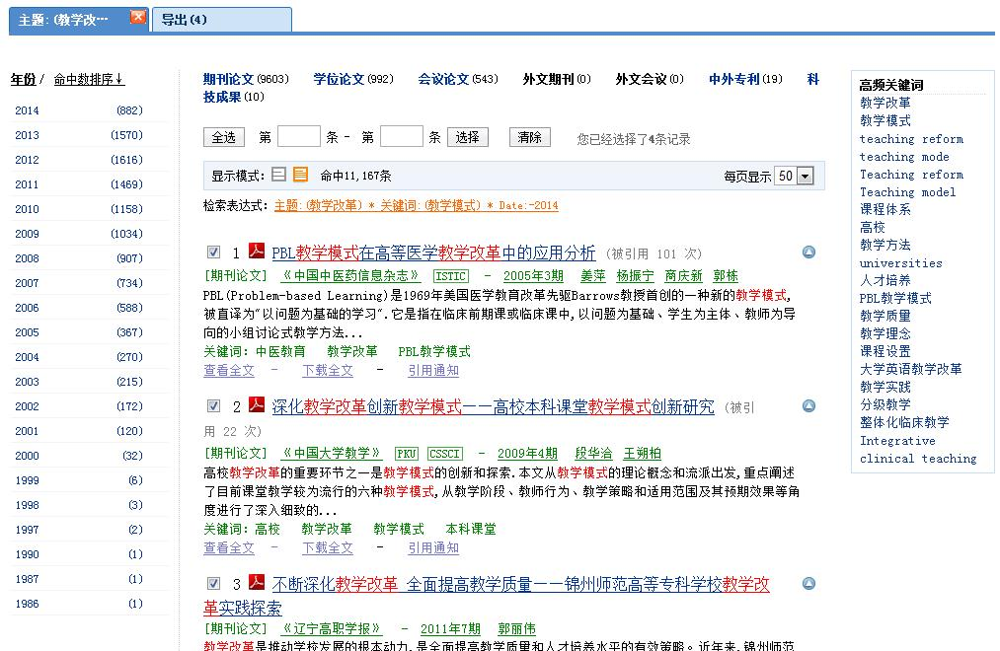 主题:(教学改…
导出(4)
年份/ 命中数排序↓
2014 (882)
2013 (1570)
2012 (1616)
2011 (1469)
2010 (1158)
2009 (1034)
2008 (907)
2007 (734)
2006 (588)
2005 (367)
2004 (270)
2003 (215)
2002 (172)
2001 (120)
2000 (32)
1999 (6)
1998 (3)
1997 (2)
1990 (1)
1987 (1)
1986 (1)
期刊论文(9603) 学位论文(992) 会议论文(543) 外文期刊(0) 外文会议(0) 中外专利(19) 科
技成果(10)
全选 第 条- 第 条 选择 清除 您已经选择了4条记录
显示模式: 命中11,167条 每页显示 50
检索表达式: 主题:(教学改革) * 关键词:(教学模式) * Date:-2014
1 PBL教学模式在高等医学教学改革中的应用分析 (被引用 101 次)
[期刊论文] 《中国中医药信息杂志》 ISTIC - 2005年3期 姜萍 杨振宁 蔺庆新 郭栋
PBL(Problem-based Learning)是1969年美国医学教育改革先驱Barrows教授首创的一种新的教学模式,
被直译为"以问题为基础的学习".它是指在临床前期课或临床课中,以问题为基础、学生为主体、教师为导
向的小组讨论式教学方法...
关键词: 中医教育 教学改革 PBL教学模式
查看全文 - 下载全文 - 引用通知
2 深化教学改革创新教学模式——高校本科课堂教学模式创新研究 (被引
用 22 次)
[期刊论文] 《中国大学教学》 PKU CSSCI - 2009年4期 段华洽 王朔柏
高校教学改革的重要环节之一是教学模式的创新和探索.本文从教学模式的理论概念和流派出发,重点阐述
了目前课堂教学较为流行的六种教学模式,从教学阶段、教师行为、教学策略和适用范围及其预期效果等角
度进行了深入细致的...
关键词: 高校 教学改革 教学模式 本科课堂
查看全文 - 下载全文 - 引用通知
3 不断深化教学改革 全面提高教学质量——锦州师范高等专科学校教学改
革实践探索
[期刊论文] 《辽宁高职学报》 - 2011年7期 郭丽伟
教学改革是推动学校发展的根本动力,是全面提高教学质量和人才培养水平的有效策略。近年来,锦州师范
高频关键词
教学改革
教学模式
teaching reform
teaching mode
Teaching reform
Teaching model
课程体系
高校
教学方法
universities
人才培养
PBL教学模式
教学质量
教学理念
课程设置
大学英语教学改革
教学实践
分级教学
整体化临床教学
Integrative
clinical teaching